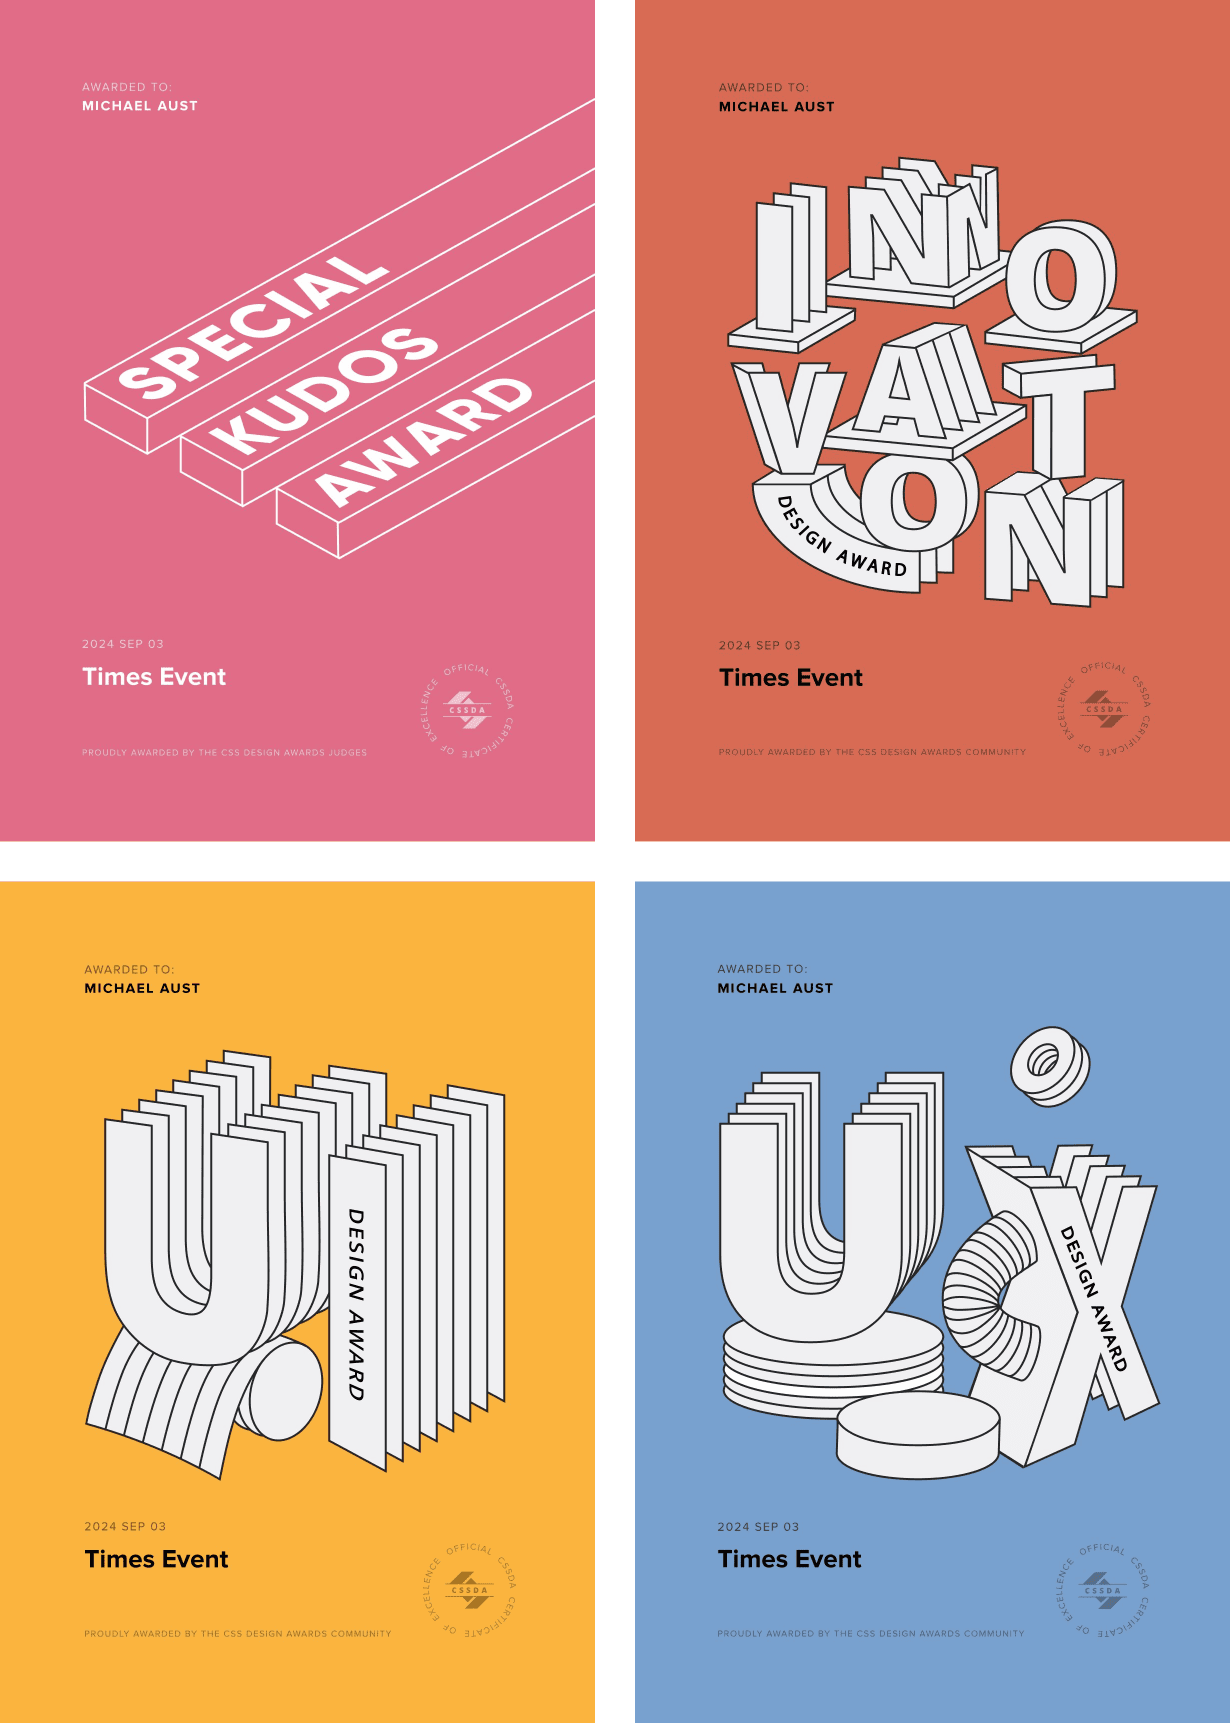 AWARDED TO:
MICHAEL AUST
SPECIAL
KUDOS
AWARD
2024 SEP 03
Times Event
OFFICIAL CSSDA CERTIFICATE OF EXCELLENCE
CSSDA
PROUDLY AWARDED BY THE CSS DESIGN AWARDS JUDGES
AWARDED TO:
MICHAEL AUST
INNO
VAT
ON
DESIGN AWARD
2024 SEP 03
Times Event
OFFICIAL CSSDA CERTIFICATE OF EXCELLENCE
CSSDA
PROUDLY AWARDED BY THE CSS DESIGN AWARDS COMMUNITY
AWARDED TO:
MICHAEL AUST
UI
DESIGN AWARD
2024 SEP 03
Times Event
OFFICIAL CSSDA CERTIFICATE OF EXCELLENCE
CSSDA
PROUDLY AWARDED BY THE CSS DESIGN AWARDS COMMUNITY
AWARDED TO:
MICHAEL AUST
UX
DESIGN AWARD
2024 SEP 03
Times Event
OFFICIAL CSSDA CERTIFICATE OF EXCELLENCE
CSSDA
PROUDLY AWARDED BY THE CSS DESIGN AWARDS COMMUNITY